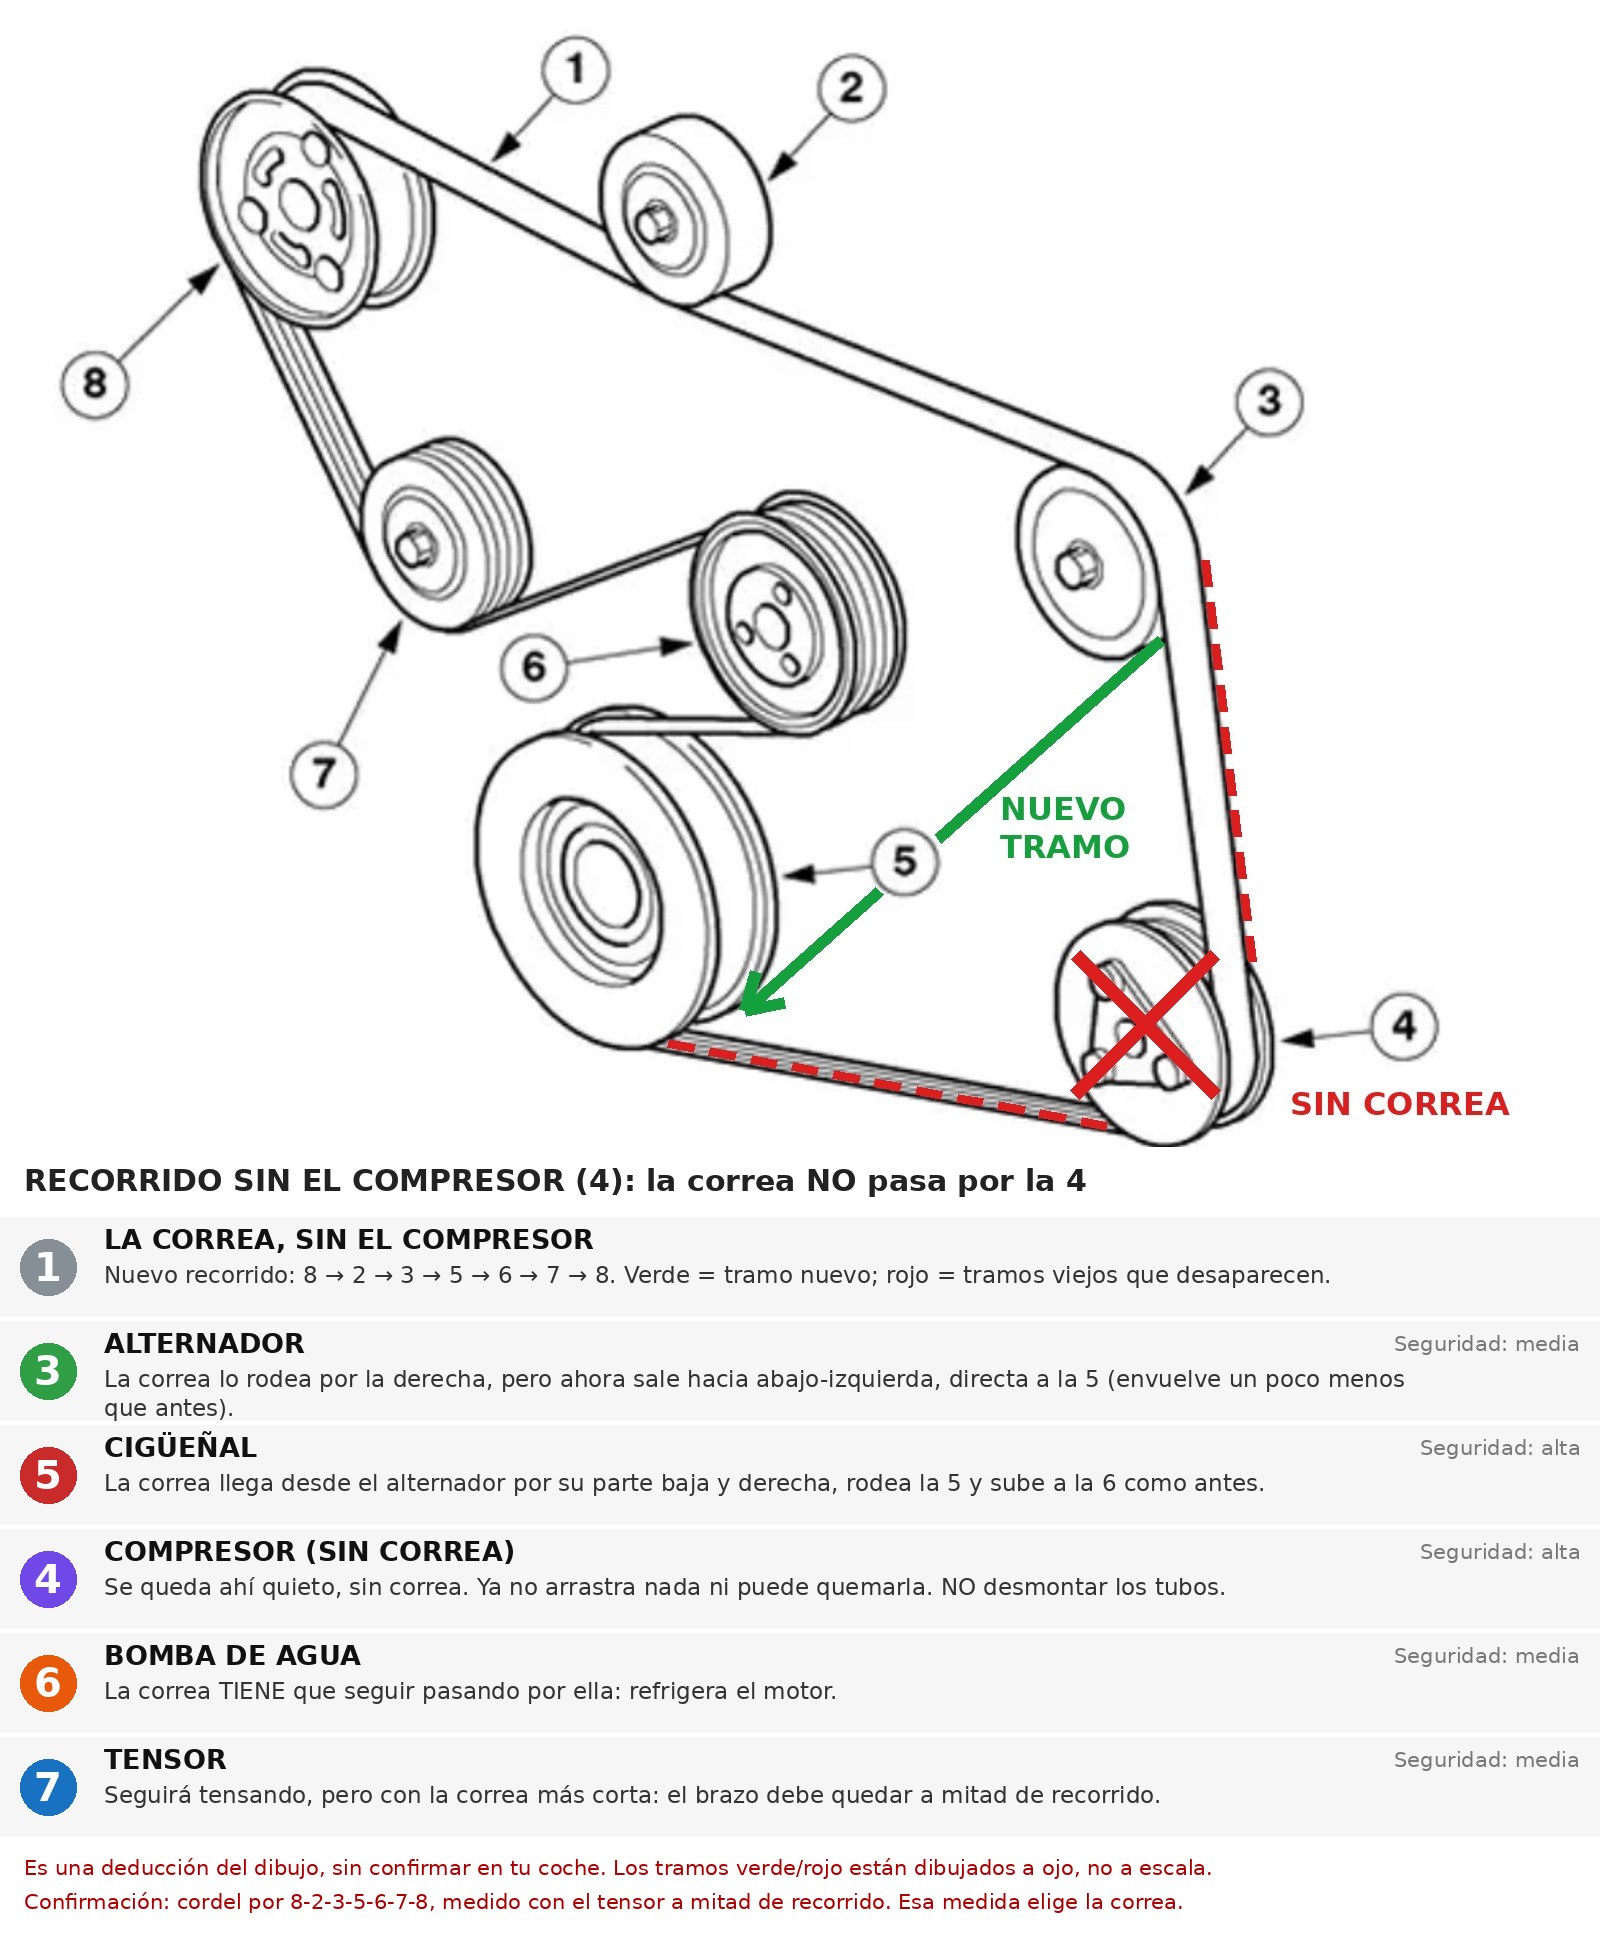 1
2
3
8
7
6
5
NUEVO
TRAMO
4
SIN CORREA
RECORRIDO SIN EL COMPRESOR (4): la correa NO pasa por la 4
1
LA CORREA, SIN EL COMPRESOR
Nuevo recorrido: 8 → 2 → 3 → 5 → 6 → 7 → 8. Verde = tramo nuevo; rojo = tramos viejos que desaparecen.
3
ALTERNADOR
Seguridad: media
La correa lo rodea por la derecha, pero ahora sale hacia abajo-izquierda, directa a la 5 (envuelve un poco menos
que antes).
5
CIGÜEÑAL
Seguridad: alta
La correa llega desde el alternador por su parte baja y derecha, rodea la 5 y sube a la 6 como antes.
4
COMPRESOR (SIN CORREA)
Seguridad: alta
Se queda ahí quieto, sin correa. Ya no arrastra nada ni puede quemarla. NO desmontar los tubos.
6
BOMBA DE AGUA
Seguridad: media
La correa TIENE que seguir pasando por ella: refrigera el motor.
7
TENSOR
Seguridad: media
Seguirá tensando, pero con la correa más corta: el brazo debe quedar a mitad de recorrido.
Es una deducción del dibujo, sin confirmar en tu coche. Los tramos verde/rojo están dibujados a ojo, no a escala.
Confirmación: cordel por 8-2-3-5-6-7-8, medido con el tensor a mitad de recorrido. Esa medida elige la correa.